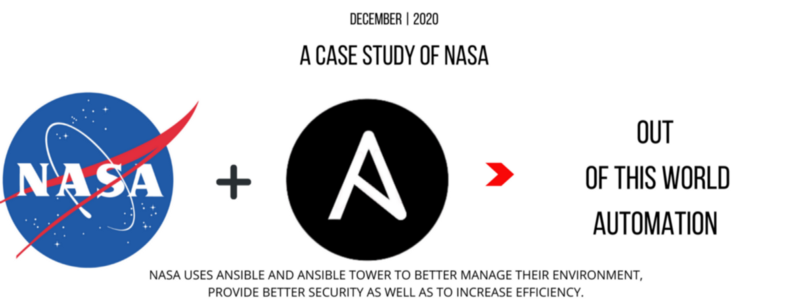 DECEMBER | 2020
A CASE STUDY OF NASA
NASA
+
OUT
OF THIS WORLD
AUTOMATION
NASA USES ANSIBLE AND ANSIBLE TOWER TO BETTER MANAGE THEIR ENVIRONMENT,
PROVIDE BETTER SECURITY AS WELL AS TO INCREASE EFFICIENCY.